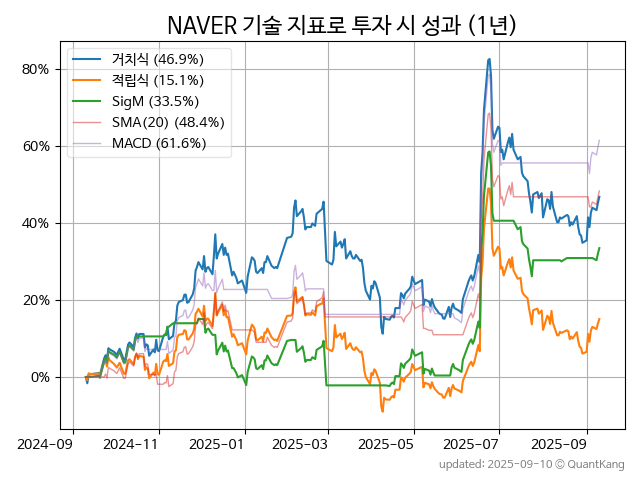 NAVER 기술 지표로 투자 시 성과 (1년)
거치식 (46.9%)
적립식 (15.1%)
SigM (33.5%)
SMA(20) (48.4%)
MACD (61.6%)
80%
60%
40%
20%
0%
2024-09 2024-11 2025-01 2025-03 2025-05 2025-07 2025-09
updated: 2025-09-10 © QuantKang